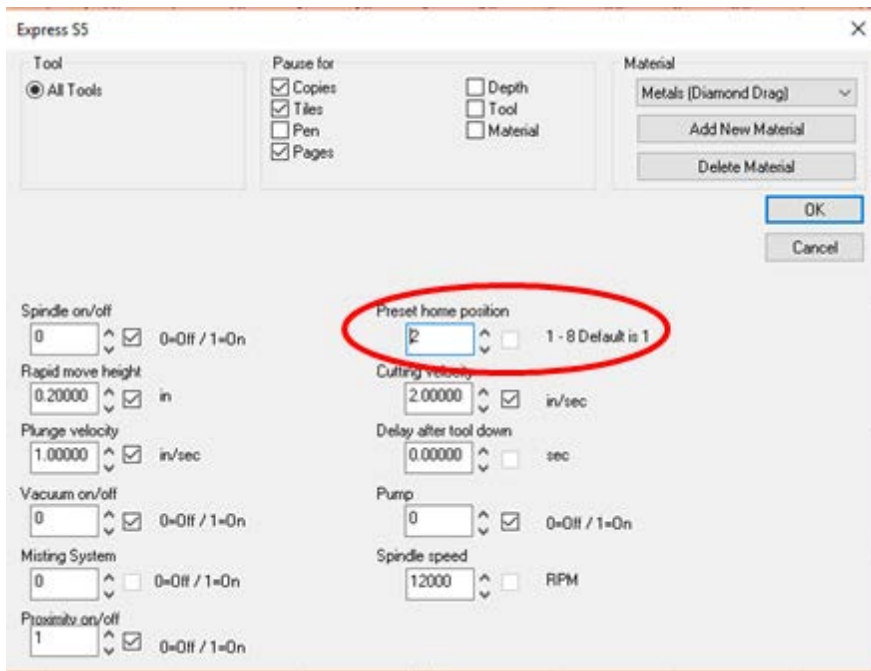 Express S5
Tool
All Tools
Pause for
Copies
Tiles
Pen
Pages
Depth
Tool
Material
Material
Metals (Diamond Drag)
Add New Material
Delete Material
OK
Cancel
Spindle on/off
0
0=Off / 1=On
Preset home position
2
1 - 8 Default is 1
Rapid move height
0.20000
in
Cutting velocity
2.00000
in/sec
Plunge velocity
1.00000
in/sec
Delay after tool down
0.00000
sec
Vacuum on/off
0
0=Off / 1=On
Pump
0
0=Off / 1=On
Misting System
0
0=Off / 1=On
Spindle speed
12000
RPM
Proximity on/off
1
0=Off / 1=On